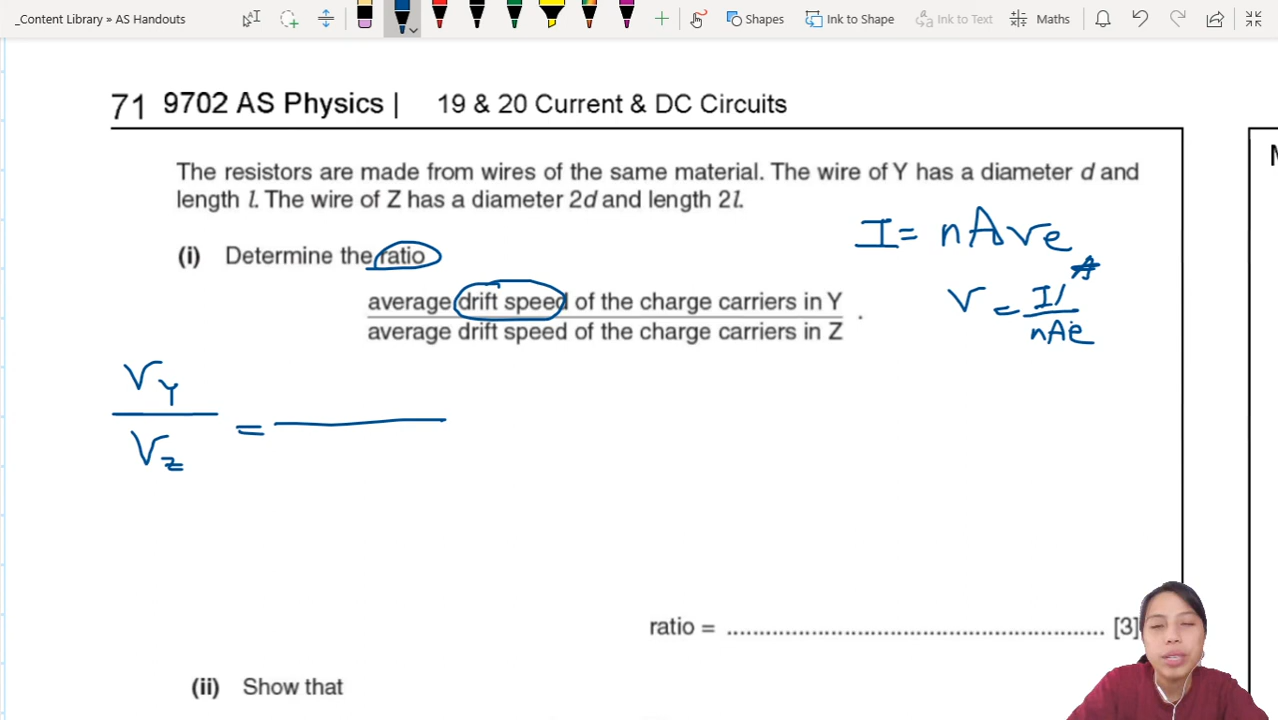 _Content Library » AS Handouts
Shapes
Ink to Shape
Ink to Text
Maths
71 9702 AS Physics | 19 & 20 Current & DC Circuits
The resistors are made from wires of the same material. The wire of Y has a diameter d and
length l. The wire of Z has a diameter 2d and length 2l.
I = nAve
(i) Determine the ratio
average drift speed of the charge carriers in Y
average drift speed of the charge carriers in Z .
V = I/
nAe
V_Y
V_Z
=
ratio = ................................................................ [3]
(ii) Show that